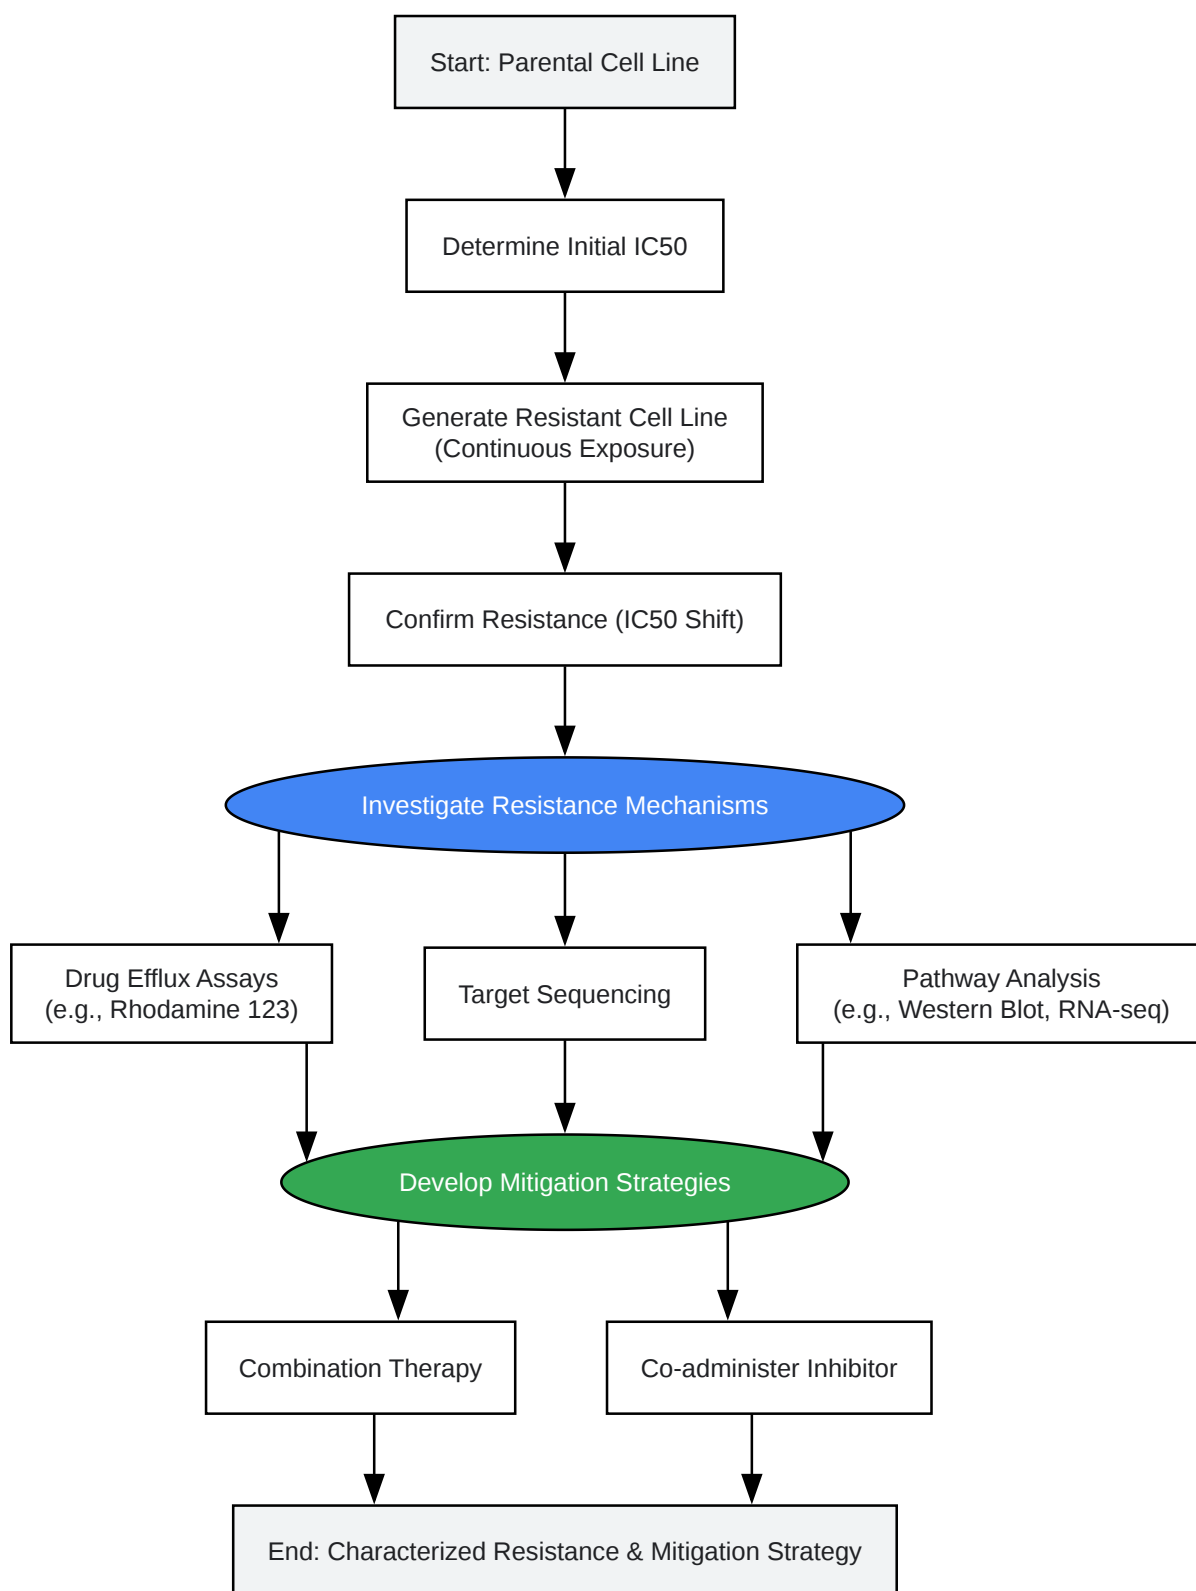 Start: Parental Cell Line
Determine Initial IC50
Generate Resistant Cell Line
(Continuous Exposure)
Confirm Resistance (IC50 Shift)
Investigate Resistance Mechanisms
Drug Efflux Assays
(e.g., Rhodamine 123)
Target Sequencing
Pathway Analysis
(e.g., Western Blot, RNA-seq)
Develop Mitigation Strategies
Combination Therapy
Co-administer Inhibitor
End: Characterized Resistance & Mitigation Strategy